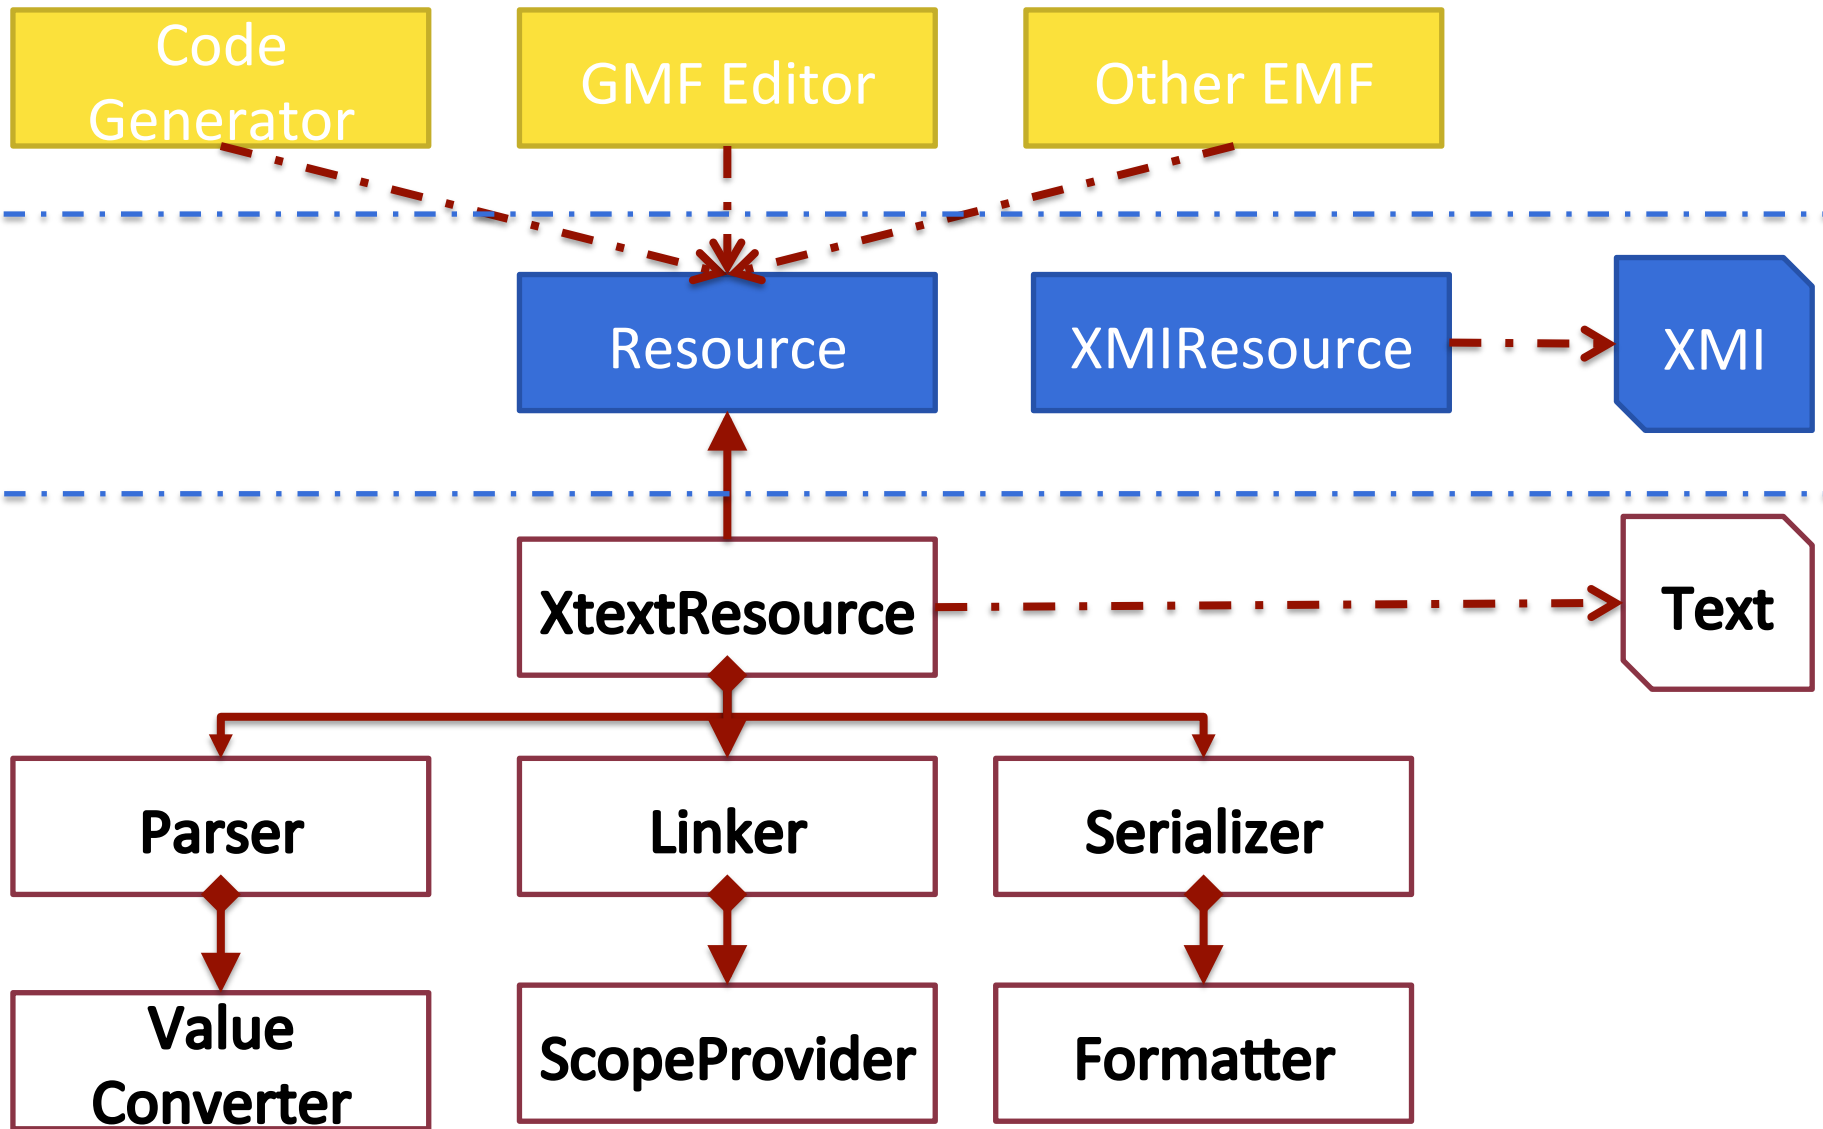 Code
Generator
GMF Editor
Other EMF
Resource
XMIResource
XMI
XtextResource
Text
Parser
Linker
Serializer
Value
Converter
ScopeProvider
Formatter